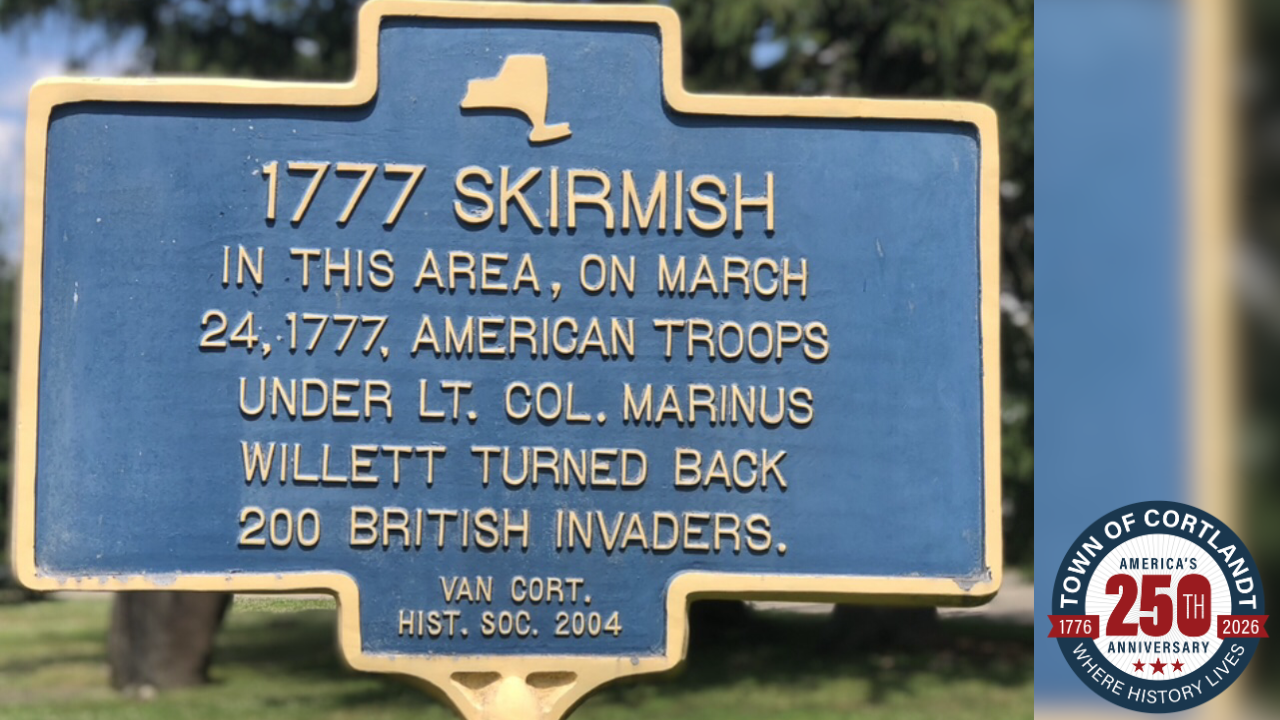 1777 SKIRMISH
IN THIS AREA, ON MARCH
24, 1777, AMERICAN TROOPS
UNDER LT. COL. MARINUS
WILLETT TURNED BACK
200 BRITISH INVADERS.
VAN CORT.
HIST. SOC. 2004
TOWN OF CORTLANDT
AMERICA'S
250TH
1776 2026
ANNIVERSARY
WHERE HISTORY LIVES